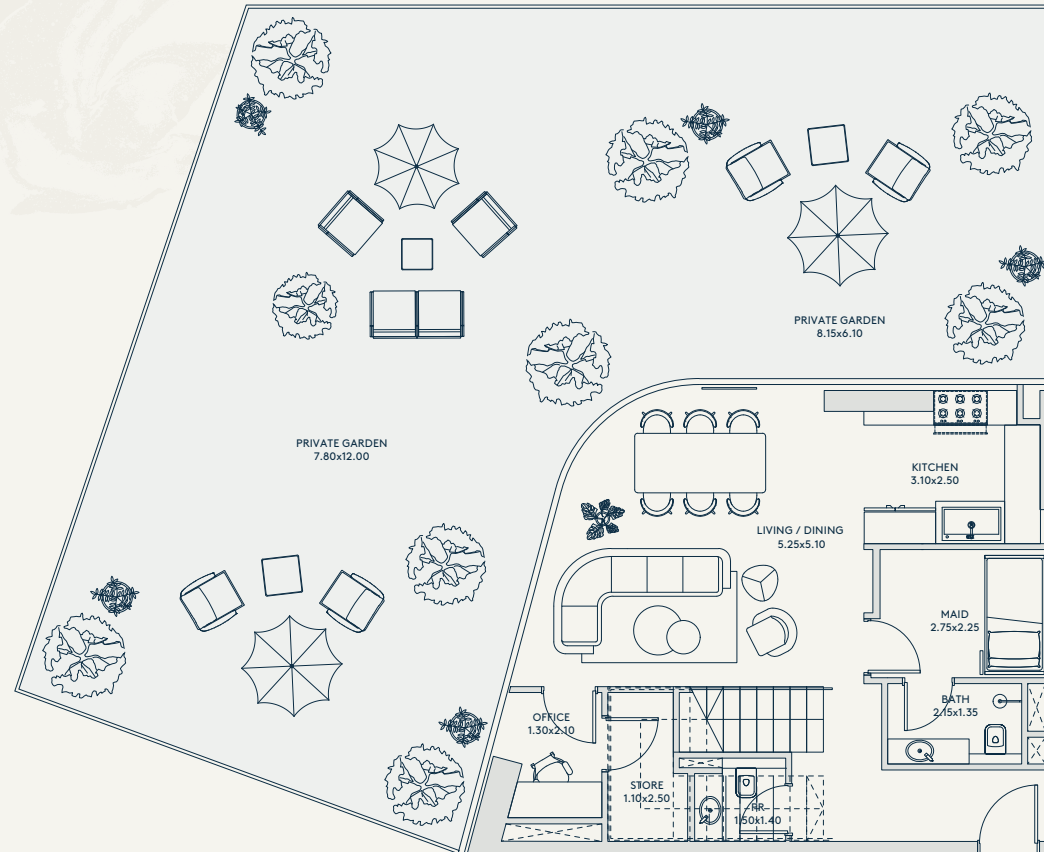 PRIVATE GARDEN
8.15x6.10
PRIVATE GARDEN
7.80x12.00
KITCHEN
3.10x2.50
LIVING / DINING
5.25x5.10
MAID
2.75x2.25
BATH
2.15x1.35
OFFICE
1.30x2.10
STORE
1.10x2.50
PR
1.50x1.40